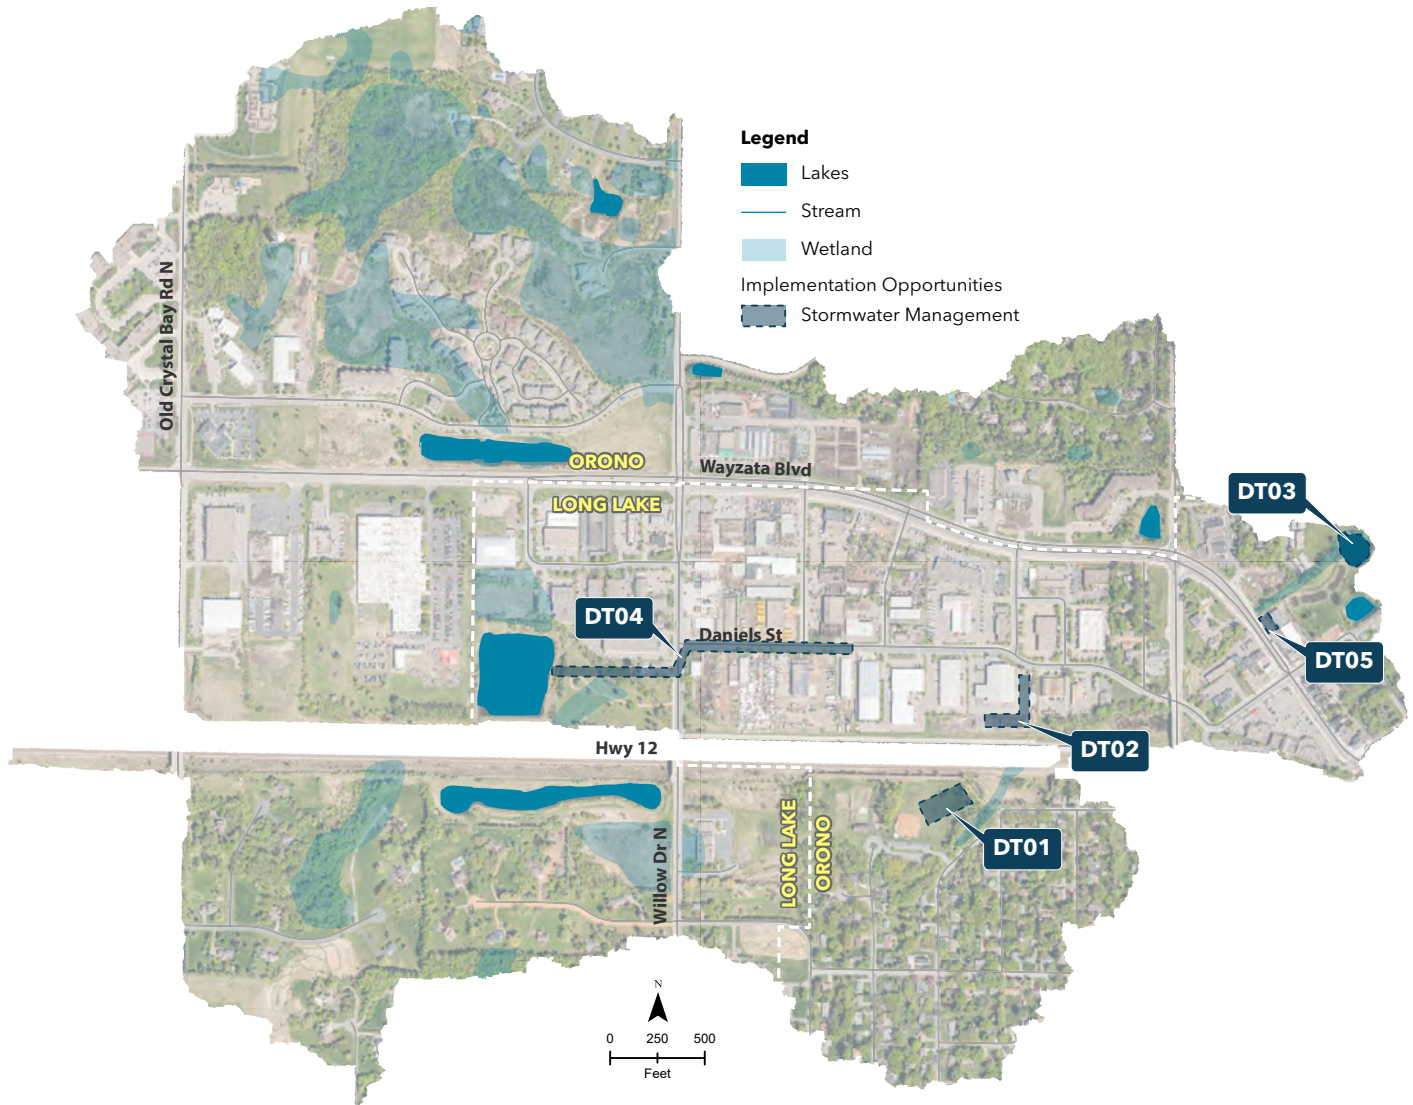 Legend
Lakes
Stream
Wetland
Implementation Opportunities
Stormwater Management
Old Crystal Bay Rd N
ORONO
Wayzata Blvd
LONG LAKE
DT03
DT04
Daniels St
DT05
Hwy 12
DT02
DT01
Willow Dr N
LONG LAKE
ORONO
N
0 250 500
Feet